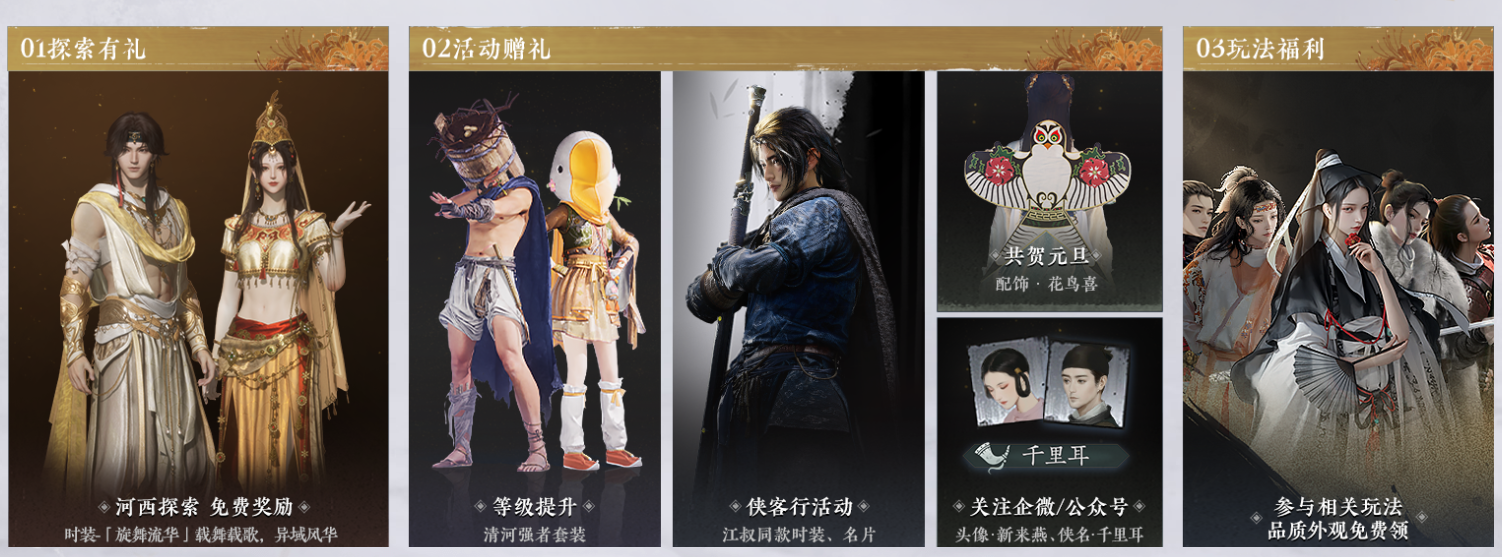 01探索有礼
河西探索 免费奖励
时装-「旋舞流华」载舞载歌，异域风华
02活动赠礼
等级提升
清河强者套装
侠客行活动
江叔同款时装、名片
共贺元旦
配饰 · 花鸟喜
千里耳
关注企微/公众号
头像·新来燕、侠名·千里耳
03玩法福利
参与相关玩法
品质外观免费领